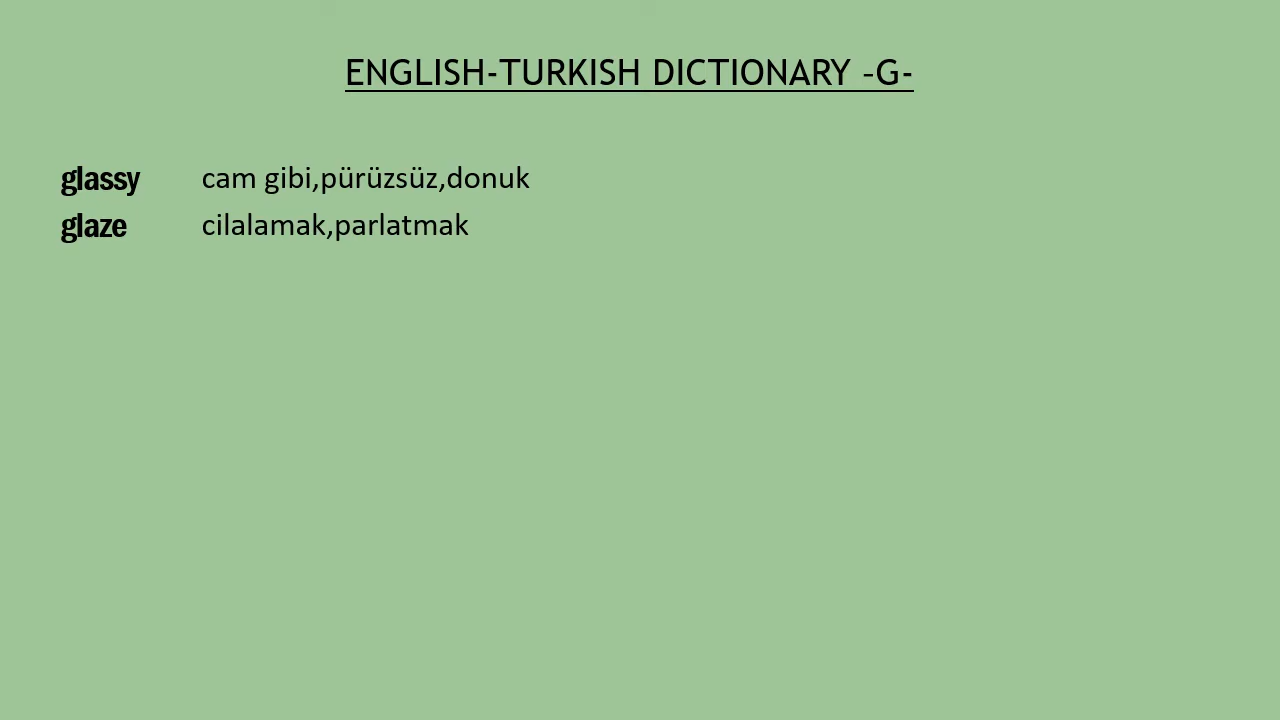 ENGLISH-TURKISH DICTIONARY –G-
glassy cam gibi,pürüzsüz,donuk
glaze cilalamak,parlatmak